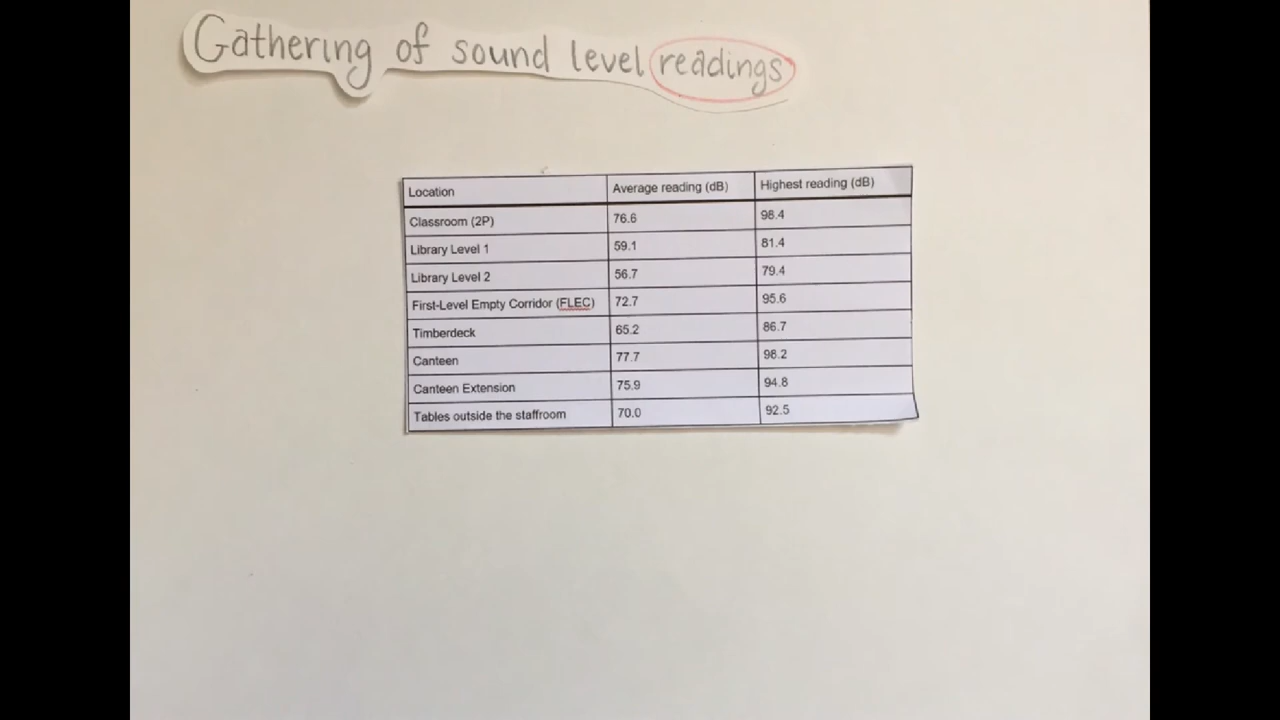 Gathering of sound level readings
Location Average reading (dB) Highest reading (dB)
Classroom (2P) 76.6 98.4
Library Level 1 59.1 81.4
Library Level 2 56.7 79.4
First-Level Empty Corridor (FLEC) 72.7 95.6
Timberdeck 65.2 86.7
Canteen 77.7 98.2
Canteen Extension 75.9 94.8
Tables outside the staffroom 70.0 92.5